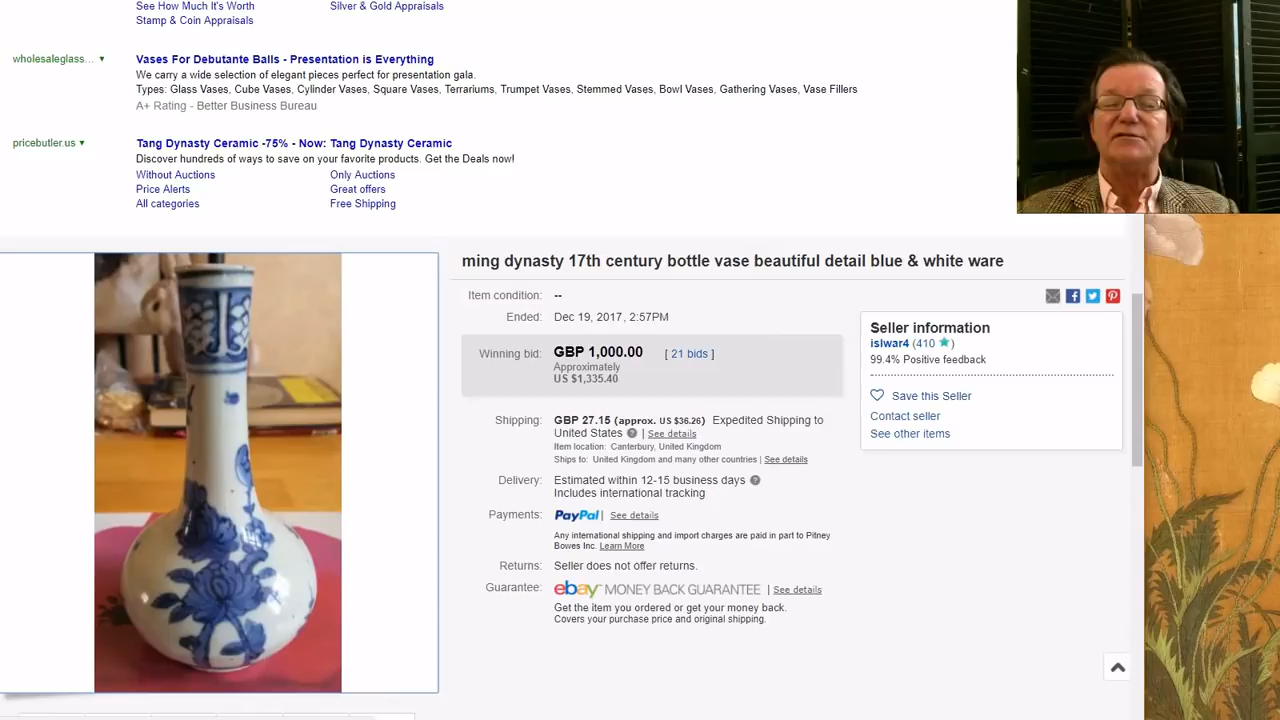 See How Much It's Worth
Silver & Gold Appraisals
Stamp & Coin Appraisals
wholesaleglass... ▼
Vases For Debutante Balls - Presentation is Everything
We carry a wide selection of elegant pieces perfect for presentation gala.
Types: Glass Vases, Cube Vases, Cylinder Vases, Square Vases, Terrariums, Trumpet Vases, Stemmed Vases, Bowl Vases, Gathering Vases, Vase Fillers
A+ Rating - Better Business Bureau
pricebutler.us ▼
Tang Dynasty Ceramic -75% - Now: Tang Dynasty Ceramic
Discover hundreds of ways to save on your favorite products. Get the Deals now!
Without Auctions
Only Auctions
Price Alerts
Great offers
All categories
Free Shipping
ming dynasty 17th century bottle vase beautiful detail blue & white ware
Item condition: --
Ended: Dec 19, 2017, 2:57PM
Winning bid: GBP 1,000.00 [ 21 bids ]
Approximately
US $1,335.40
Shipping: GBP 27.15 (approx. US $36.26) Expedited Shipping to
United States | See details
Item location: Canterbury, United Kingdom
Ships to: United Kingdom and many other countries | See details
Delivery: Estimated within 12-15 business days
Includes international tracking
Payments: PayPal | See details
Any international shipping and import charges are paid in part to Pitney
Bowes Inc. Learn More
Returns: Seller does not offer returns.
Guarantee: ebay MONEY BACK GUARANTEE | See details
Get the item you ordered or get your money back.
Covers your purchase price and original shipping.
Seller information
islwar4 (410 )
99.4% Positive feedback
Save this Seller
Contact seller
See other items